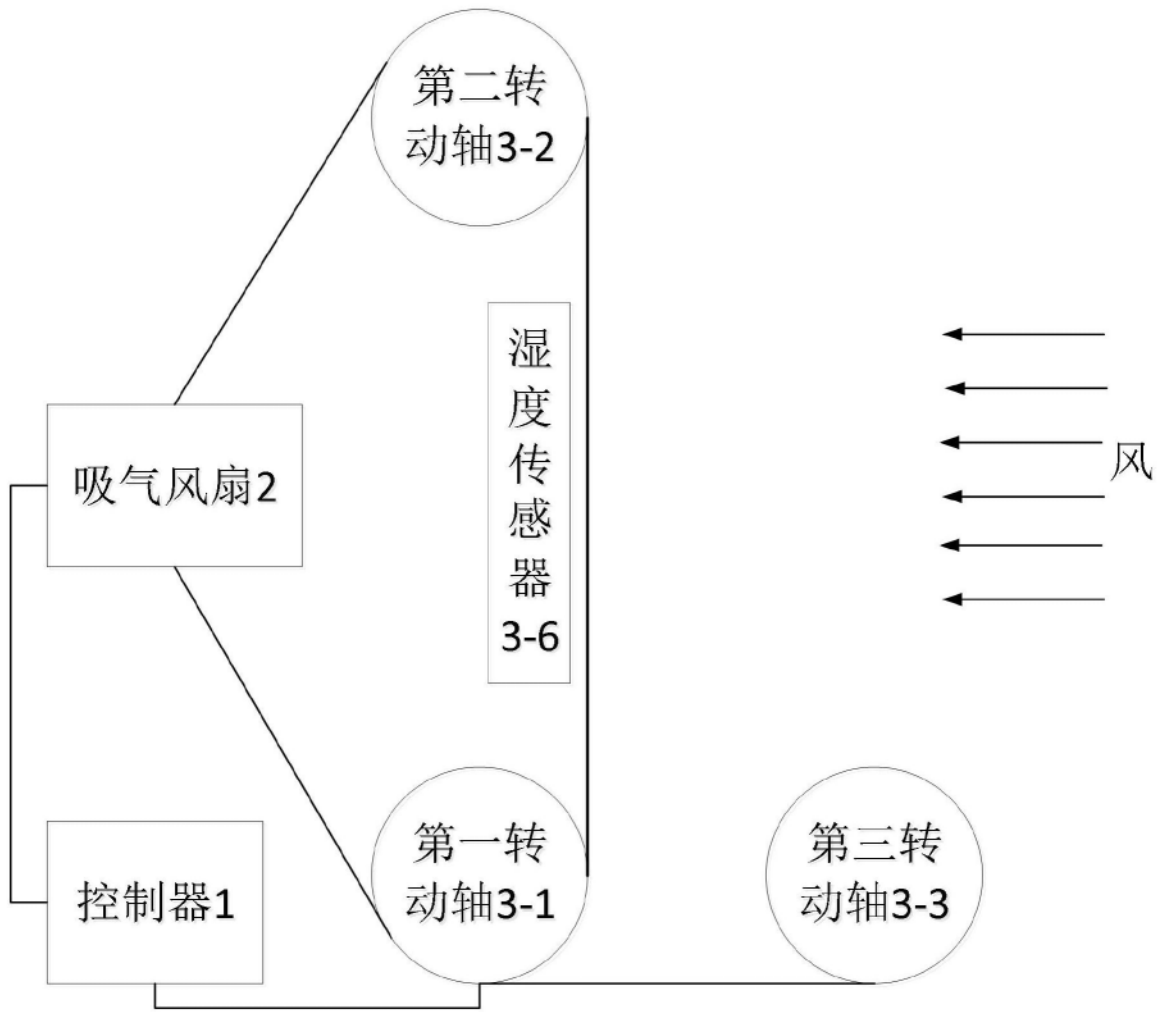 第二转
动轴3-2
湿
度
传
感
器
3-6
风
吸气风扇2
控制器1
第一转
动轴3-1
第三转
动轴3-3